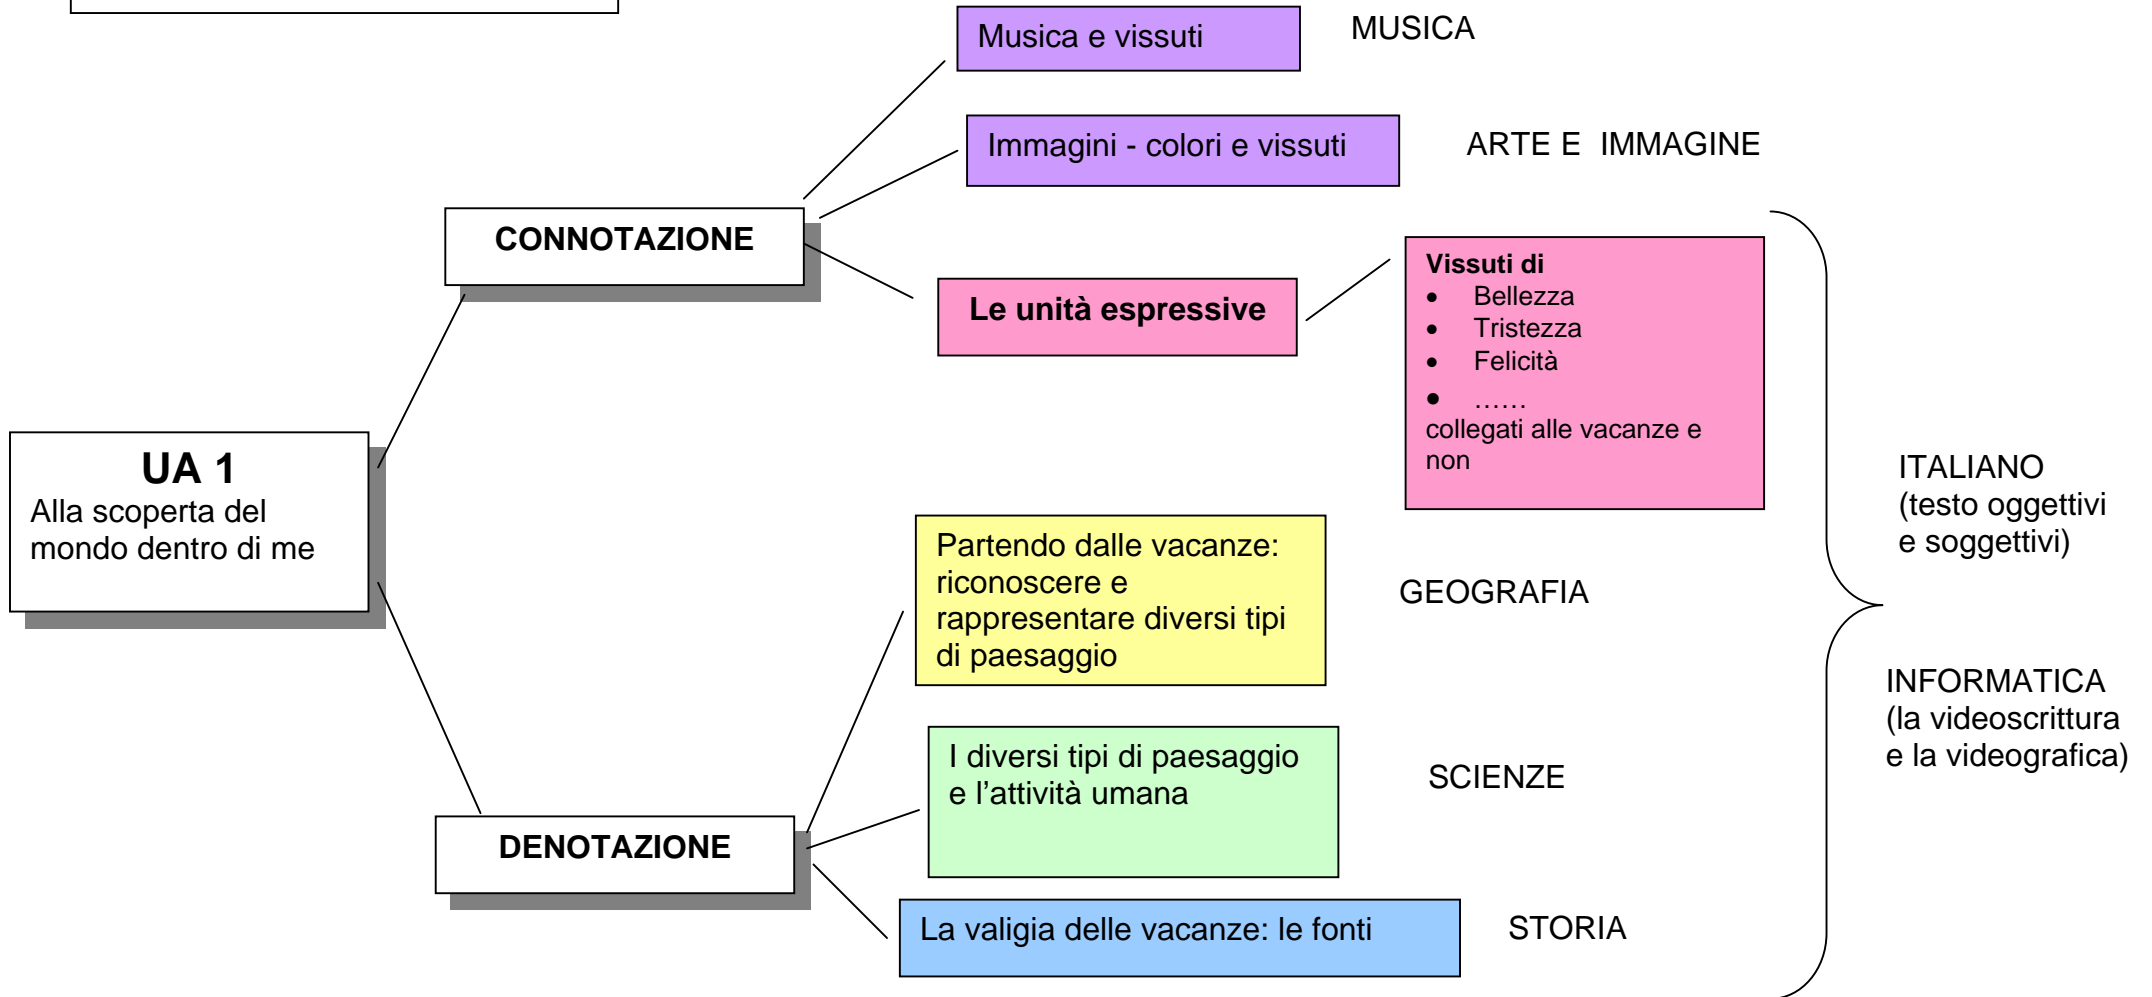 Musica e vissuti
MUSICA
Immagini - colori e vissuti
ARTE E  IMMAGINE
CONNOTAZIONE
Le unità espressive
Vissuti di
• Bellezza
• Tristezza
• Felicità
• ……
collegati alle vacanze e
non
UA 1
Alla scoperta del
mondo dentro di me
Partendo dalle vacanze:
riconoscere e
rappresentare diversi tipi
di paesaggio
GEOGRAFIA
I diversi tipi di paesaggio
e l'attività umana
SCIENZE
DENOTAZIONE
La valigia delle vacanze: le fonti
STORIA
ITALIANO
(testo oggettivi
e soggettivi)
INFORMATICA
(la videoscrittura
e la videografica)